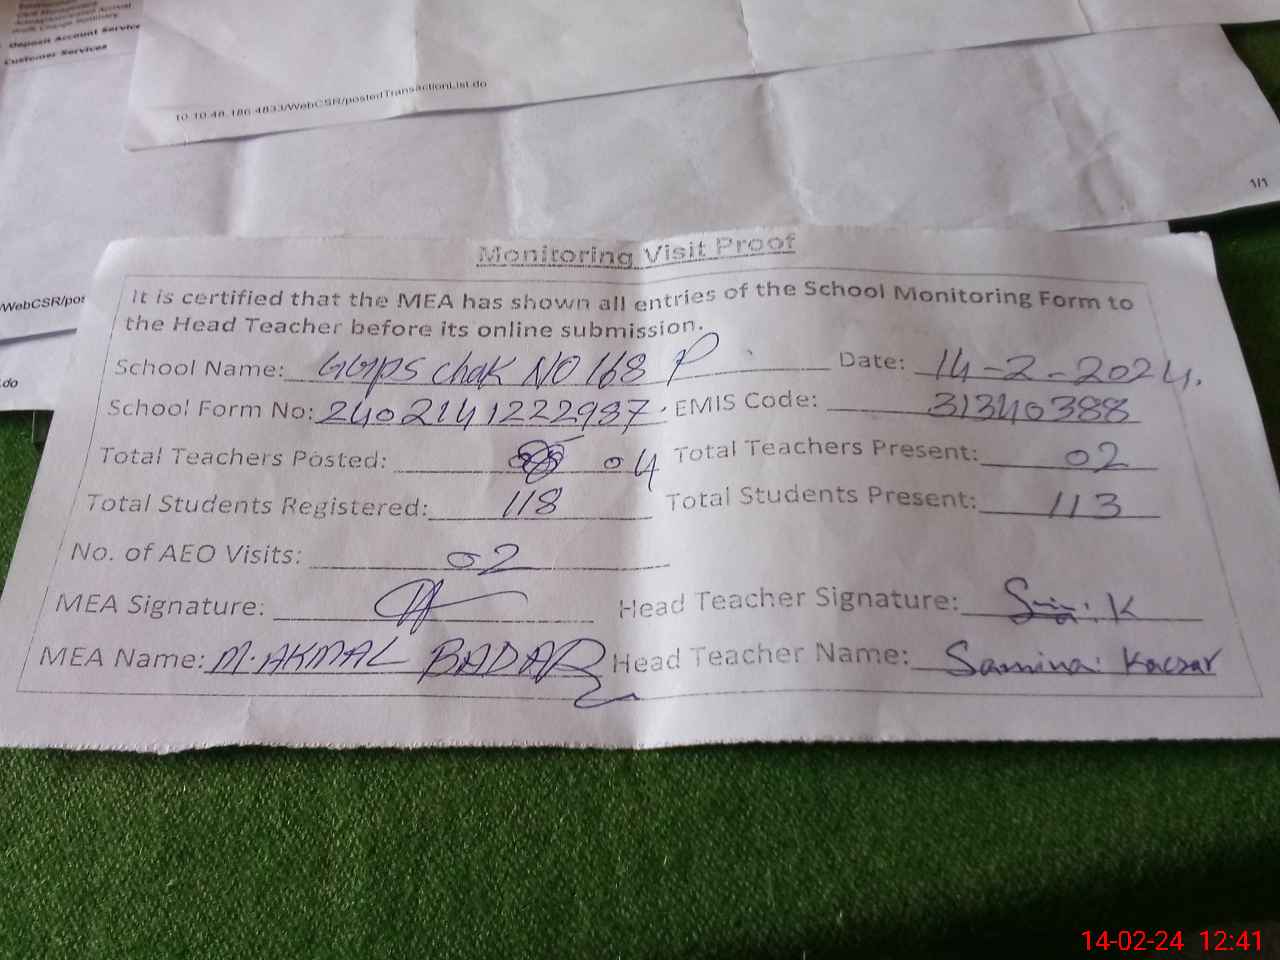 Deposit Account Service
Customer Services
10.10.48.186:4833/WebCSR/postedTransactionList.do
1/1
/WebCSR/pos
.do
Monitoring Visit Proof
It is certified that the MEA has shown all entries of the School Monitoring Form to
the Head Teacher before its online submission.
School Name: GGPS chak NO 168 P Date: 14-2-2024.
School Form No: 2402141222987. EMIS Code: 31340388
Total Teachers Posted: 04 Total Teachers Present: 02
Total Students Registered: 118 Total Students Present: 113
No. of AEO Visits: 02
MEA Signature: Head Teacher Signature: K
MEA Name: M. AKMAL BADAR Head Teacher Name: Samina Kacsar
14-02-24 12:41